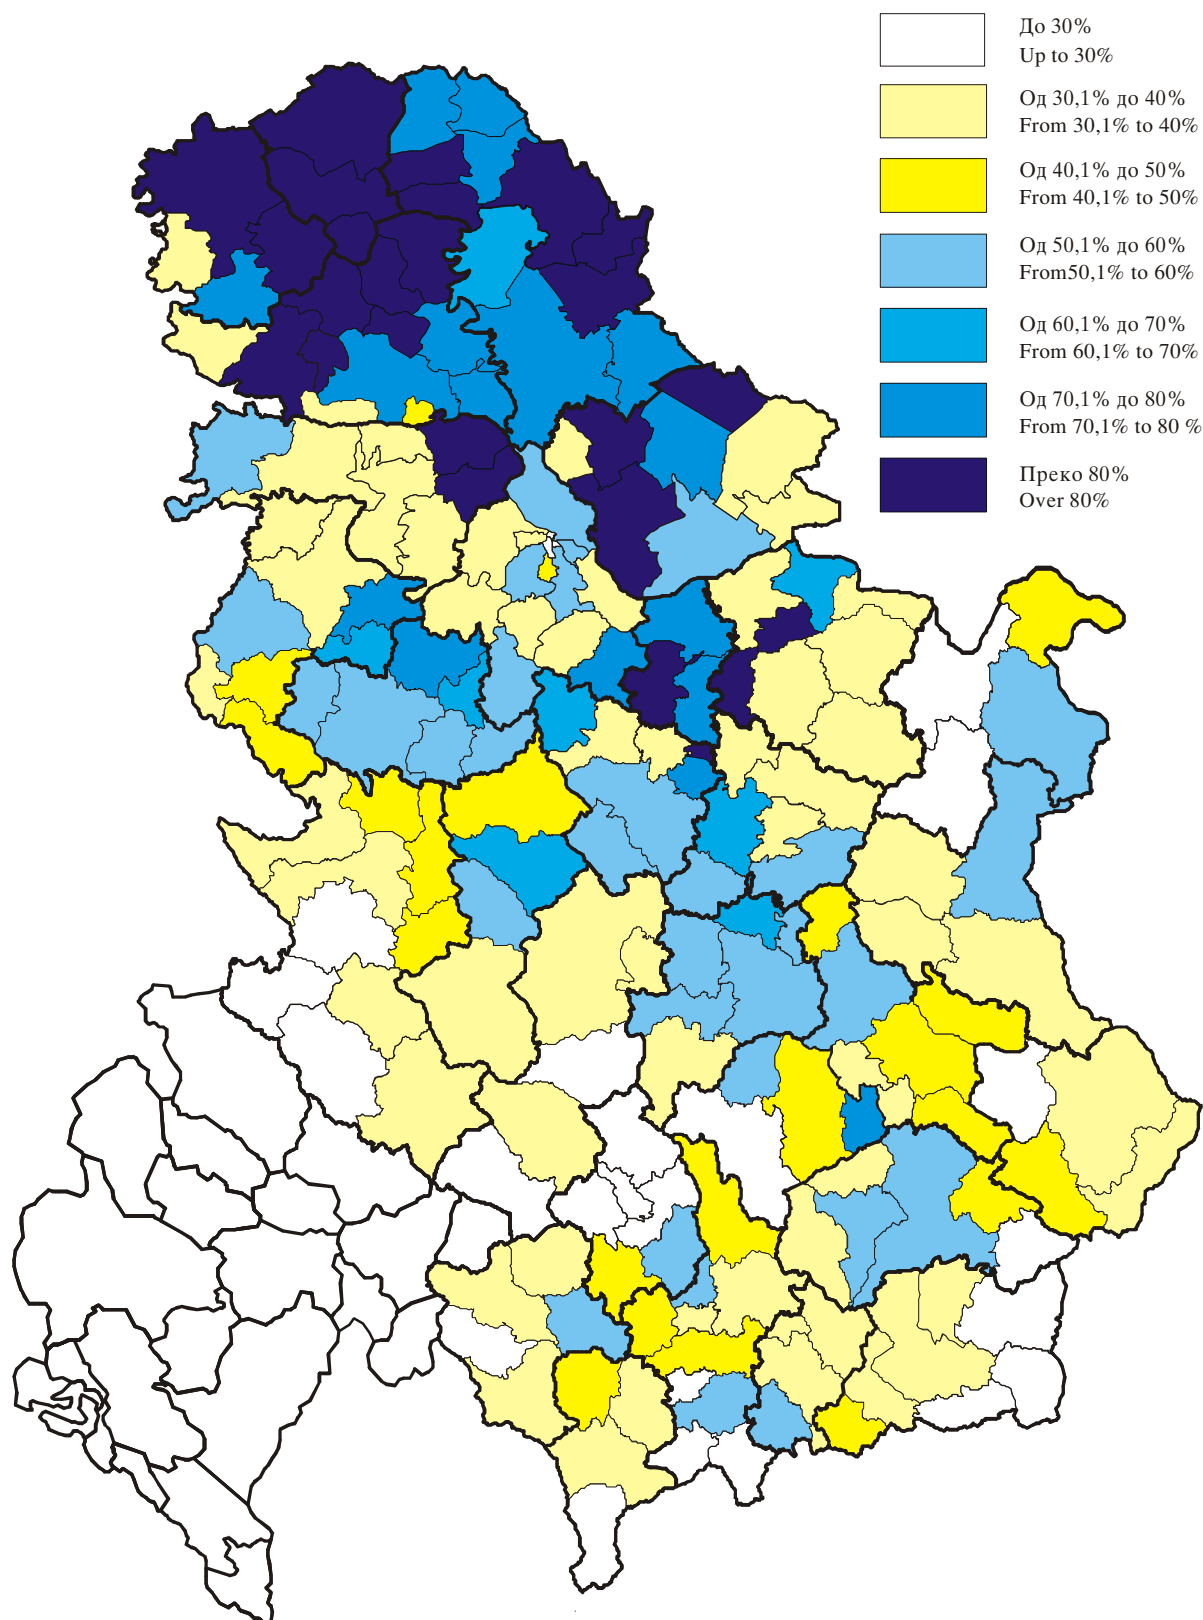 До 30%
Up to 30%
Од 30,1% до 40%
From 30,1% to 40%
Од 40,1% до 50%
From 40,1% to 50%
Од 50,1% до 60%
From50,1% to 60%
Од 60,1% до 70%
From 60,1% to 70%
Од 70,1% до 80%
From 70,1% to 80 %
Преко 80%
Over 80%